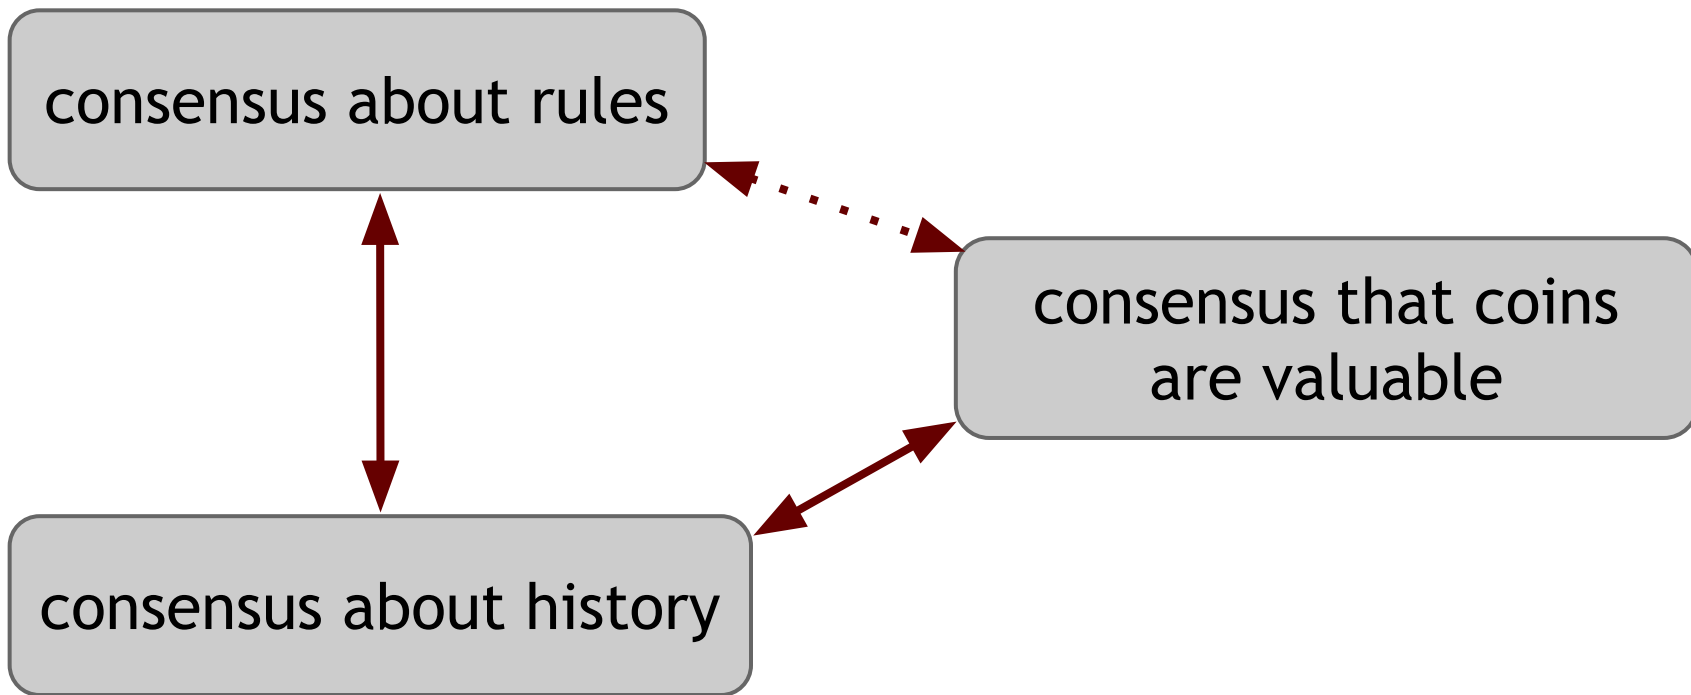 consensus about rules
consensus that coins
are valuable
consensus about history